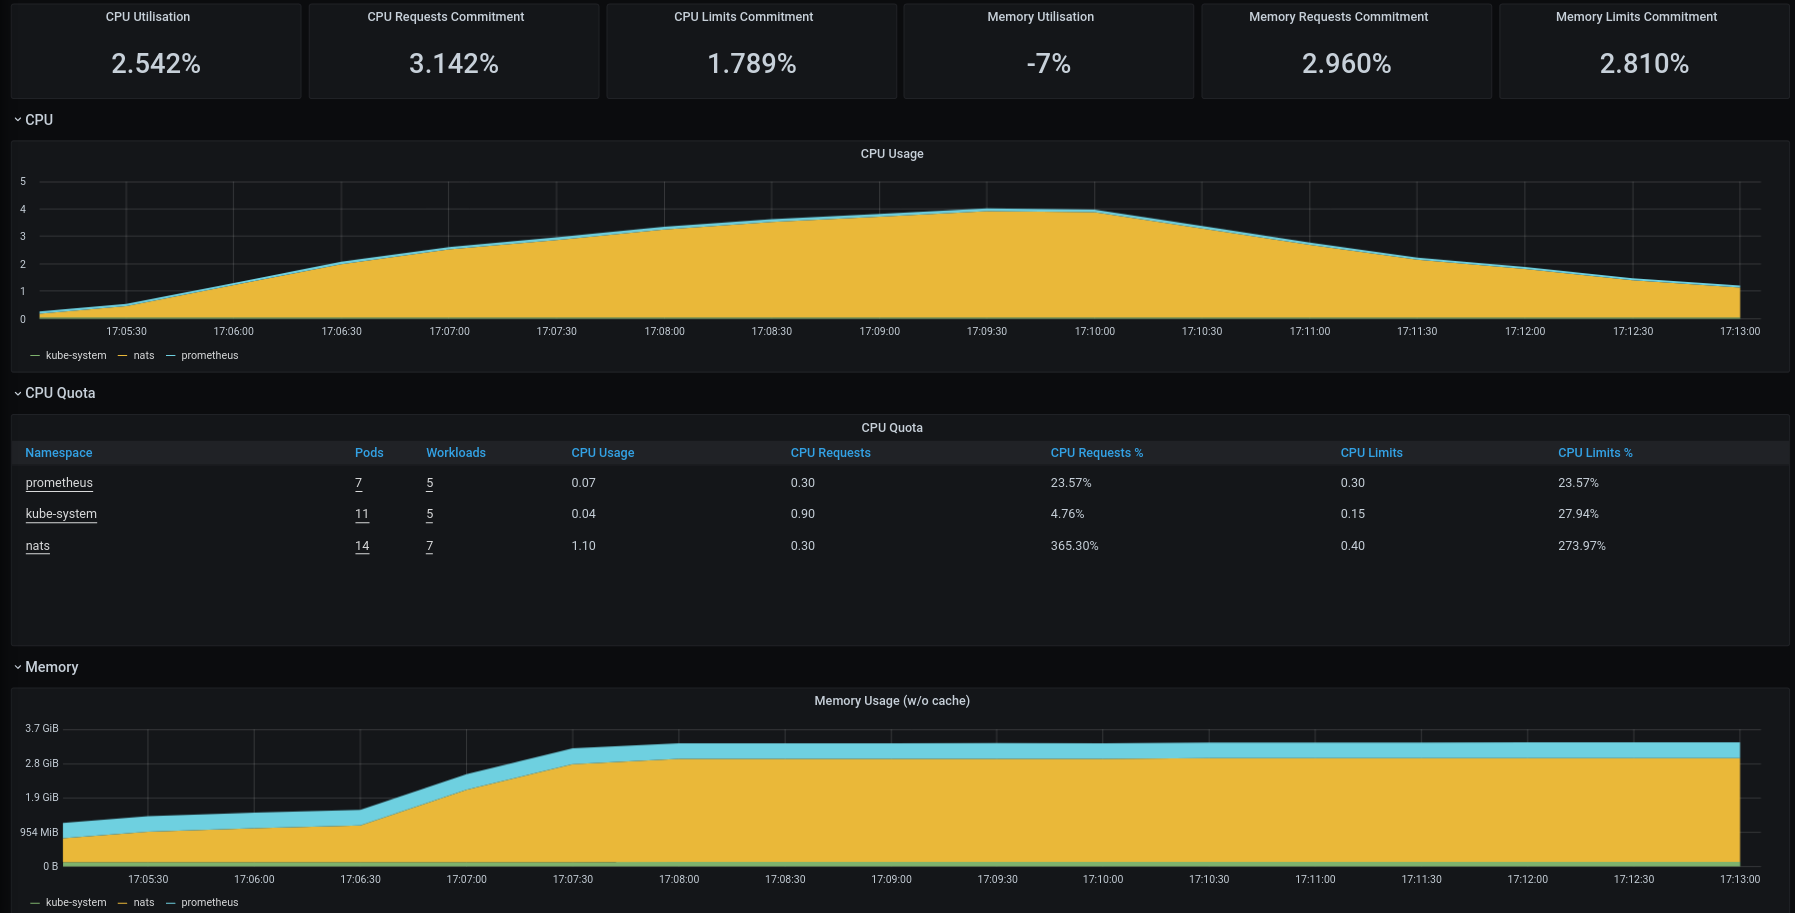 CPU Utilisation CPU Requests Commitment CPU Limits Commitment Memory Utilisation Memory Requests Commitment Memory Limits Commitment
2.542% 3.142% 1.789% -7% 2.960% 2.810%
CPU
CPU Usage
5
4
3
2
1
0
17:05:30 17:06:00 17:06:30 17:07:00 17:07:30 17:08:00 17:08:30 17:09:00 17:09:30 17:10:00 17:10:30 17:11:00 17:11:30 17:12:00 17:12:30 17:13:00
kube-system nats prometheus
CPU Quota
CPU Quota
Namespace Pods Workloads CPU Usage CPU Requests CPU Requests % CPU Limits CPU Limits %
prometheus 7 5 0.07 0.30 23.57% 0.30 23.57%
kube-system 11 5 0.04 0.90 4.76% 0.15 27.94%
nats 14 7 1.10 0.30 365.30% 0.40 273.97%
Memory
Memory Usage (w/o cache)
3.7 GiB
2.8 GiB
1.9 GiB
954 MiB
0 B
17:05:30 17:06:00 17:06:30 17:07:00 17:07:30 17:08:00 17:08:30 17:09:00 17:09:30 17:10:00 17:10:30 17:11:00 17:11:30 17:12:00 17:12:30 17:13:00
kube-system nats prometheus